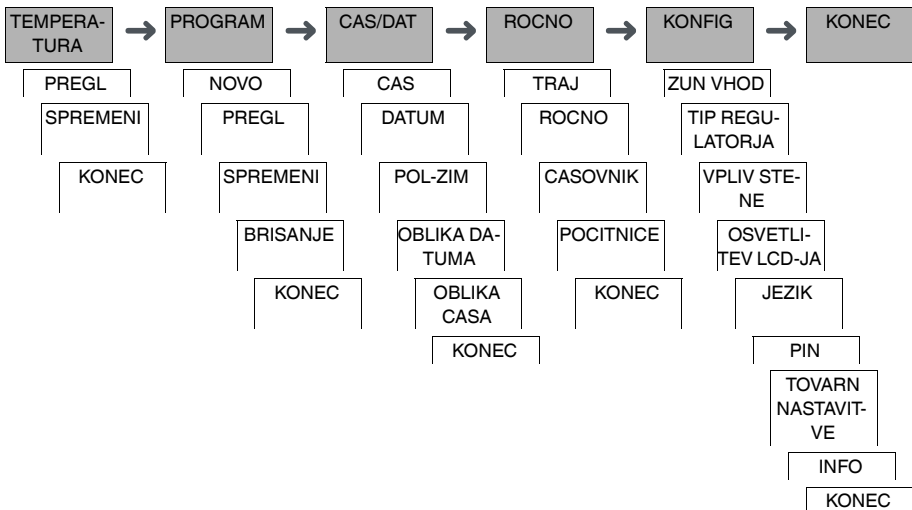 TEMPERA-
TURA
PROGRAM
CAS/DAT
ROCNO
KONFIG
KONEC
PREGL
SPREMENI
KONEC
NOVO
PREGL
SPREMENI
BRISANJE
KONEC
CAS
DATUM
POL-ZIM
OBLIKA DA-
TUMA
OBLIKA
CASA
KONEC
TRAJ
ROCNO
CASOVNIK
POCITNICE
KONEC
ZUN VHOD
TIP REGU-
LATORJA
VPLIV STE-
NE
OSVETLI-
TEV LCD-JA
JEZIK
PIN
TOVARN
NASTAVIT-
VE
INFO
KONEC